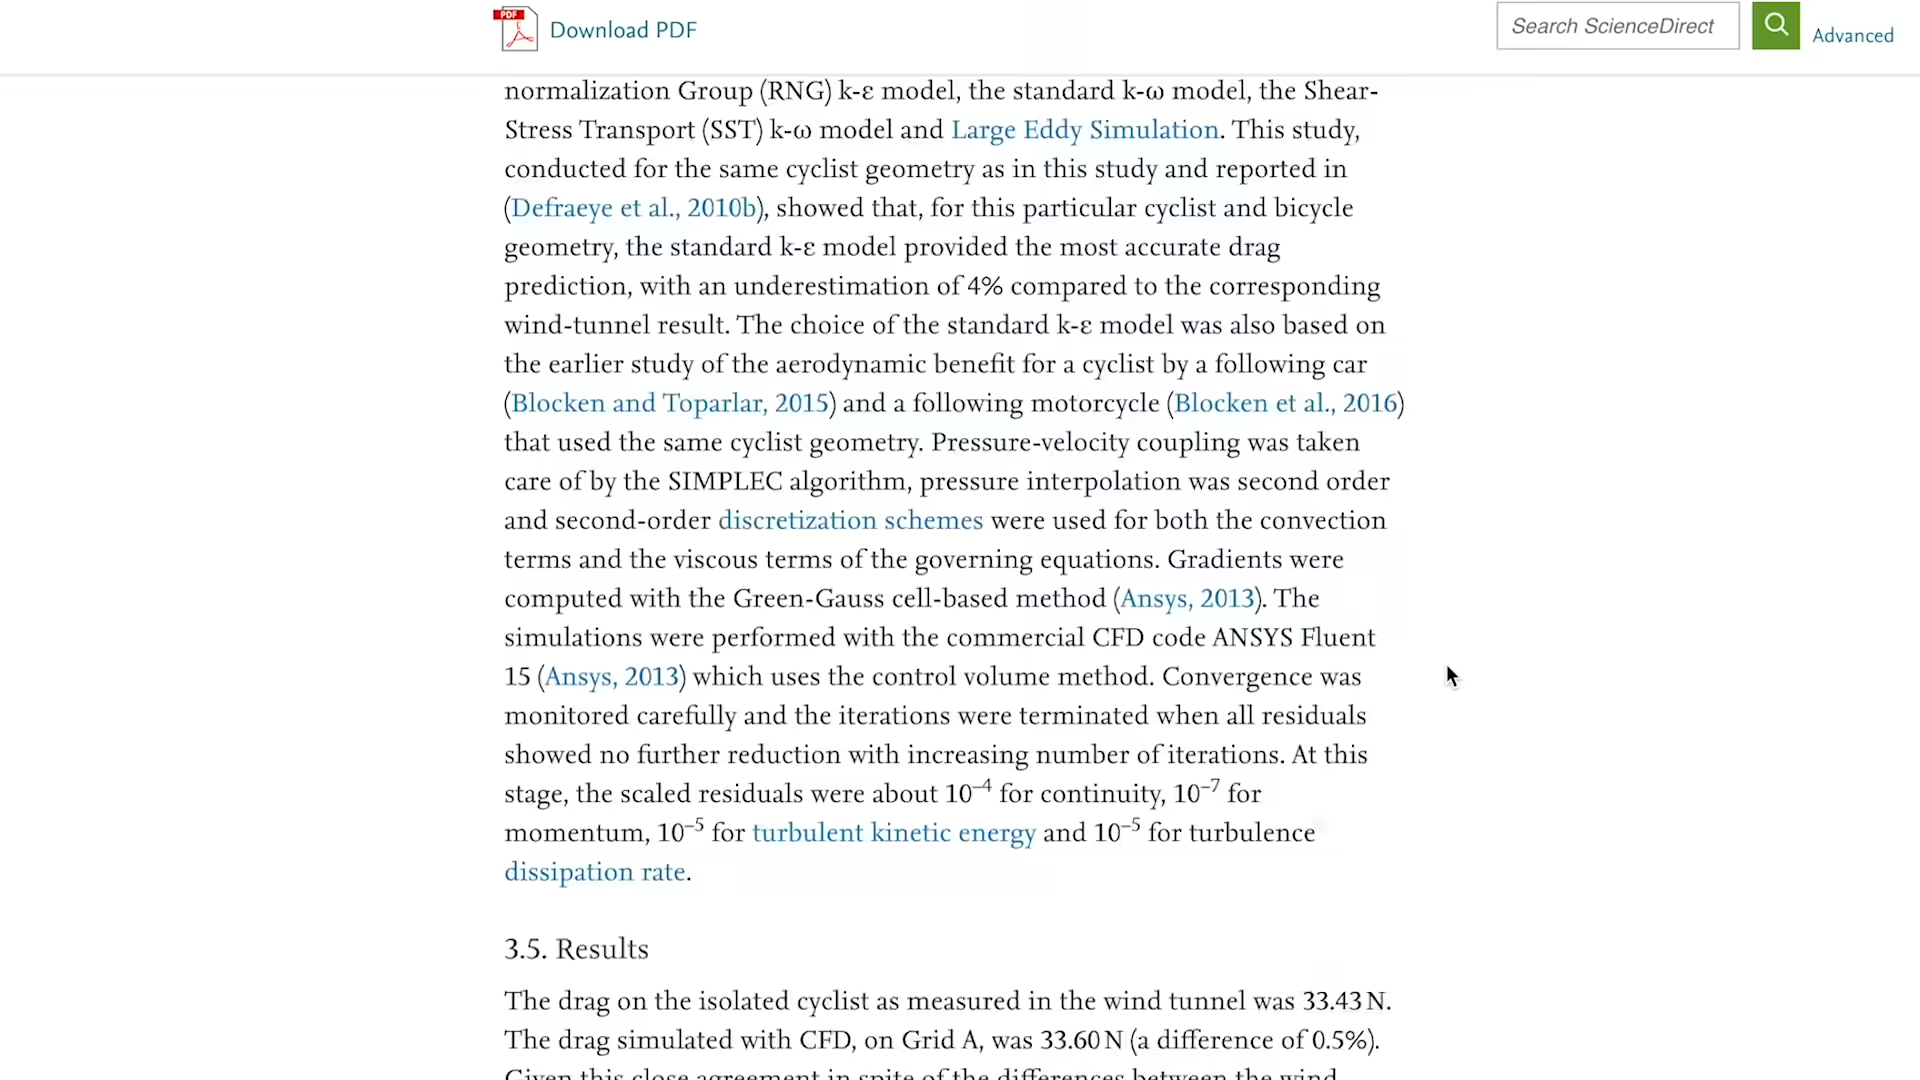 PDF
Download PDF
Search ScienceDirect
Advanced
normalization Group (RNG) k-ε model, the standard k-ω model, the Shear-
Stress Transport (SST) k-ω model and Large Eddy Simulation. This study,
conducted for the same cyclist geometry as in this study and reported in
(Defraeye et al., 2010b), showed that, for this particular cyclist and bicycle
geometry, the standard k-ε model provided the most accurate drag
prediction, with an underestimation of 4% compared to the corresponding
wind-tunnel result. The choice of the standard k-ε model was also based on
the earlier study of the aerodynamic benefit for a cyclist by a following car
(Blocken and Toparlar, 2015) and a following motorcycle (Blocken et al., 2016)
that used the same cyclist geometry. Pressure-velocity coupling was taken
care of by the SIMPLEC algorithm, pressure interpolation was second order
and second-order discretization schemes were used for both the convection
terms and the viscous terms of the governing equations. Gradients were
computed with the Green-Gauss cell-based method (Ansys, 2013). The
simulations were performed with the commercial CFD code ANSYS Fluent
15 (Ansys, 2013) which uses the control volume method. Convergence was
monitored carefully and the iterations were terminated when all residuals
showed no further reduction with increasing number of iterations. At this
stage, the scaled residuals were about 10⁻⁴ for continuity, 10⁻⁷ for
momentum, 10⁻⁵ for turbulent kinetic energy and 10⁻⁵ for turbulence
dissipation rate.
3.5. Results
The drag on the isolated cyclist as measured in the wind tunnel was 33.43 N.
The drag simulated with CFD, on Grid A, was 33.60 N (a difference of 0.5%).
Given this close agreement in spite of the differences between the wind